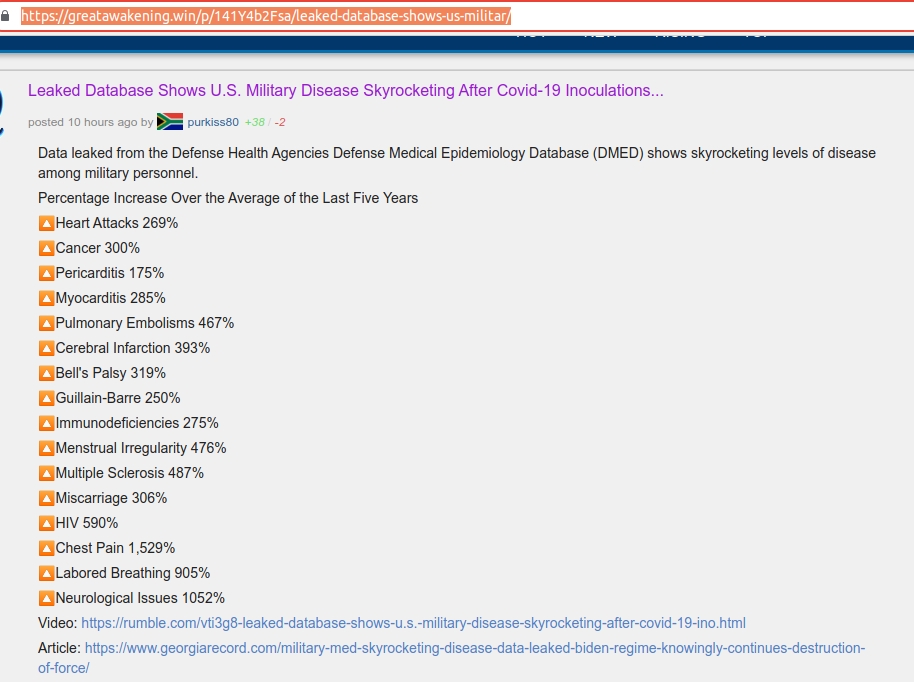 https://greatawakening.win/p/141Y4b2Fsa/leaked-database-shows-us-militar/
Leaked Database Shows U.S. Military Disease Skyrocketing After Covid-19 Inoculations...
posted 10 hours ago by purkiss80 +38 / -2
Data leaked from the Defense Health Agencies Defense Medical Epidemiology Database (DMED) shows skyrocketing levels of disease
among military personnel.
Percentage Increase Over the Average of the Last Five Years
🔼Heart Attacks 269%
🔼Cancer 300%
🔼Pericarditis 175%
🔼Myocarditis 285%
🔼Pulmonary Embolisms 467%
🔼Cerebral Infarction 393%
🔼Bell's Palsy 319%
🔼Guillain-Barre 250%
🔼Immunodeficiencies 275%
🔼Menstrual Irregularity 476%
🔼Multiple Sclerosis 487%
🔼Miscarriage 306%
🔼HIV 590%
🔼Chest Pain 1,529%
🔼Labored Breathing 905%
🔼Neurological Issues 1052%
Video: https://rumble.com/vti3g8-leaked-database-shows-u.s.-military-disease-skyrocketing-after-covid-19-ino.html
Article: https://www.georgiarecord.com/military-med-skyrocketing-disease-data-leaked-biden-regime-knowingly-continues-destruction-
of-force/